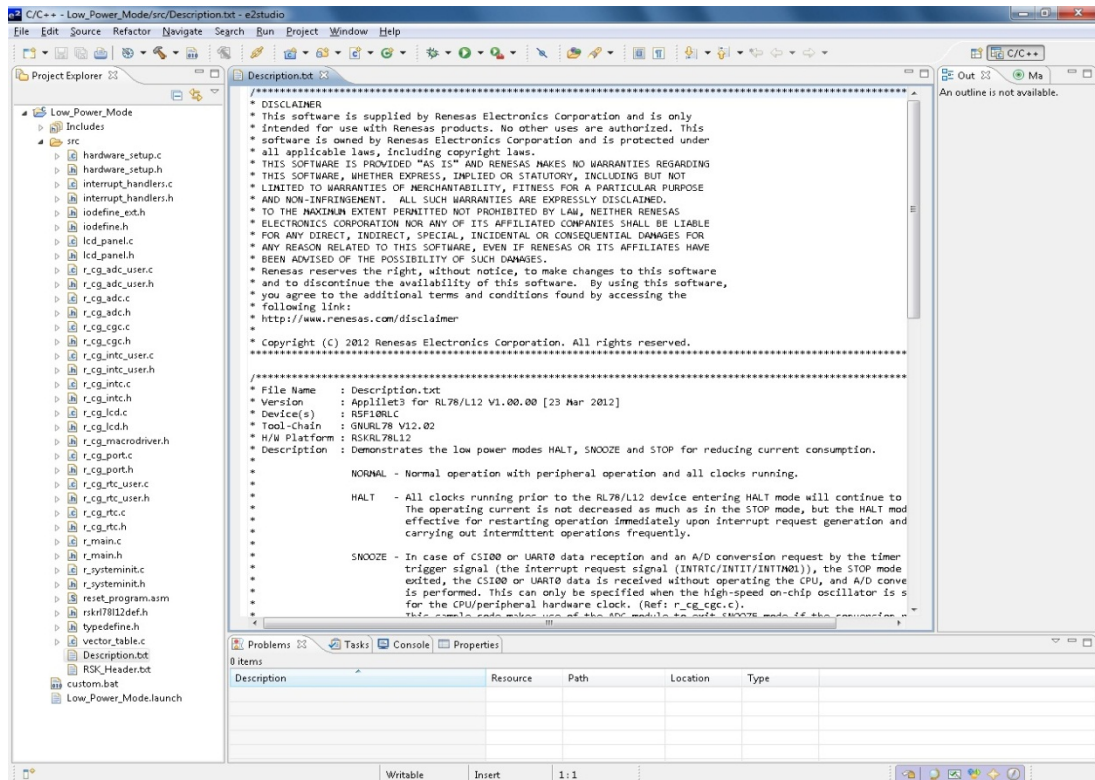 C/C++ - Low_Power_Mode/src/Description.txt - e2studio
File Edit Source Refactor Navigate Search Run Project Window Help
C/C++
Project Explorer
Low_Power_Mode
Includes
src
hardware_setup.c
hardware_setup.h
interrupt_handlers.c
interrupt_handlers.h
iodefine_ext.h
iodefine.h
lcd_panel.c
lcd_panel.h
r_cg_adc_user.c
r_cg_adc_user.h
r_cg_adc.c
r_cg_adc.h
r_cg_cgc.c
r_cg_cgc.h
r_cg_intc_user.c
r_cg_intc_user.h
r_cg_intc.c
r_cg_intc.h
r_cg_lcd.c
r_cg_lcd.h
r_cg_macrodriver.h
r_cg_port.c
r_cg_port.h
r_cg_rtc_user.c
r_cg_rtc_user.h
r_cg_rtc.c
r_cg_rtc.h
r_main.c
r_main.h
r_systeminit.c
r_systeminit.h
reset_program.asm
rskrl78l12def.h
typedefine.h
vector_table.c
Description.txt
RSK_Header.txt
custom.bat
Low_Power_Mode.launch
Description.txt
/***********************************************************************************************************
* DISCLAIMER
* This software is supplied by Renesas Electronics Corporation and is only
* intended for use with Renesas products. No other uses are authorized. This
* software is owned by Renesas Electronics Corporation and is protected under
* all applicable laws, including copyright laws.
* THIS SOFTWARE IS PROVIDED "AS IS" AND RENESAS MAKES NO WARRANTIES REGARDING
* THIS SOFTWARE, WHETHER EXPRESS, IMPLIED OR STATUTORY, INCLUDING BUT NOT
* LIMITED TO WARRANTIES OF MERCHANTABILITY, FITNESS FOR A PARTICULAR PURPOSE
* AND NON-INFRINGEMENT.  ALL SUCH WARRANTIES ARE EXPRESSLY DISCLAIMED.
* TO THE MAXIMUM EXTENT PERMITTED NOT PROHIBITED BY LAW, NEITHER RENESAS
* ELECTRONICS CORPORATION NOR ANY OF ITS AFFILIATED COMPANIES SHALL BE LIABLE
* FOR ANY DIRECT, INDIRECT, SPECIAL, INCIDENTAL OR CONSEQUENTIAL DAMAGES FOR
* ANY REASON RELATED TO THIS SOFTWARE, EVEN IF RENESAS OR ITS AFFILIATES HAVE
* BEEN ADVISED OF THE POSSIBILITY OF SUCH DAMAGES.
* Renesas reserves the right, without notice, to make changes to this software
* and to discontinue the availability of this software.  By using this software,
* you agree to the additional terms and conditions found by accessing the
* following link:
* http://www.renesas.com/disclaimer
*
* Copyright (C) 2012 Renesas Electronics Corporation. All rights reserved.
************************************************************************************************************
/***********************************************************************************************************
* File Name    : Description.txt
* Version      : Applilet3 for RL78/L12 V1.00.00 [23 Mar 2012]
* Device(s)    : R5F10RLC
* Tool-Chain   : GNURL78 V12.02
* H/W Platform : RSKRL78L12
* Description  : Demonstrates the low power modes HALT, SNOOZE and STOP for reducing current consumption.
*
* NORMAL - Normal operation with peripheral operation and all clocks running.
*
* HALT   - All clocks running prior to the RL78/L12 device entering HALT mode will continue to
* The operating current is not decreased as much as in the STOP mode, but the HALT mod
* effective for restarting operation immediately upon interrupt request generation and
* carrying out intermittent operations frequently.
*
* SNOOZE - In case of CSI00 or UART0 data reception and an A/D conversion request by the timer
* trigger signal (the interrupt request signal (INTRTC/INTIT/INTTM01)), the STOP mode
* exited, the CSI00 or UART0 data is received without operating the CPU, and A/D conve
* is performed. This can only be specified when the high-speed on-chip oscillator is s
* for the CPU/peripheral hardware clock. (Ref: r_cg_cgc.c).
Out
Ma
An outline is not available.
Problems Tasks Console Properties
0 items
Description Resource Path Location Type
Writable Insert 1:1